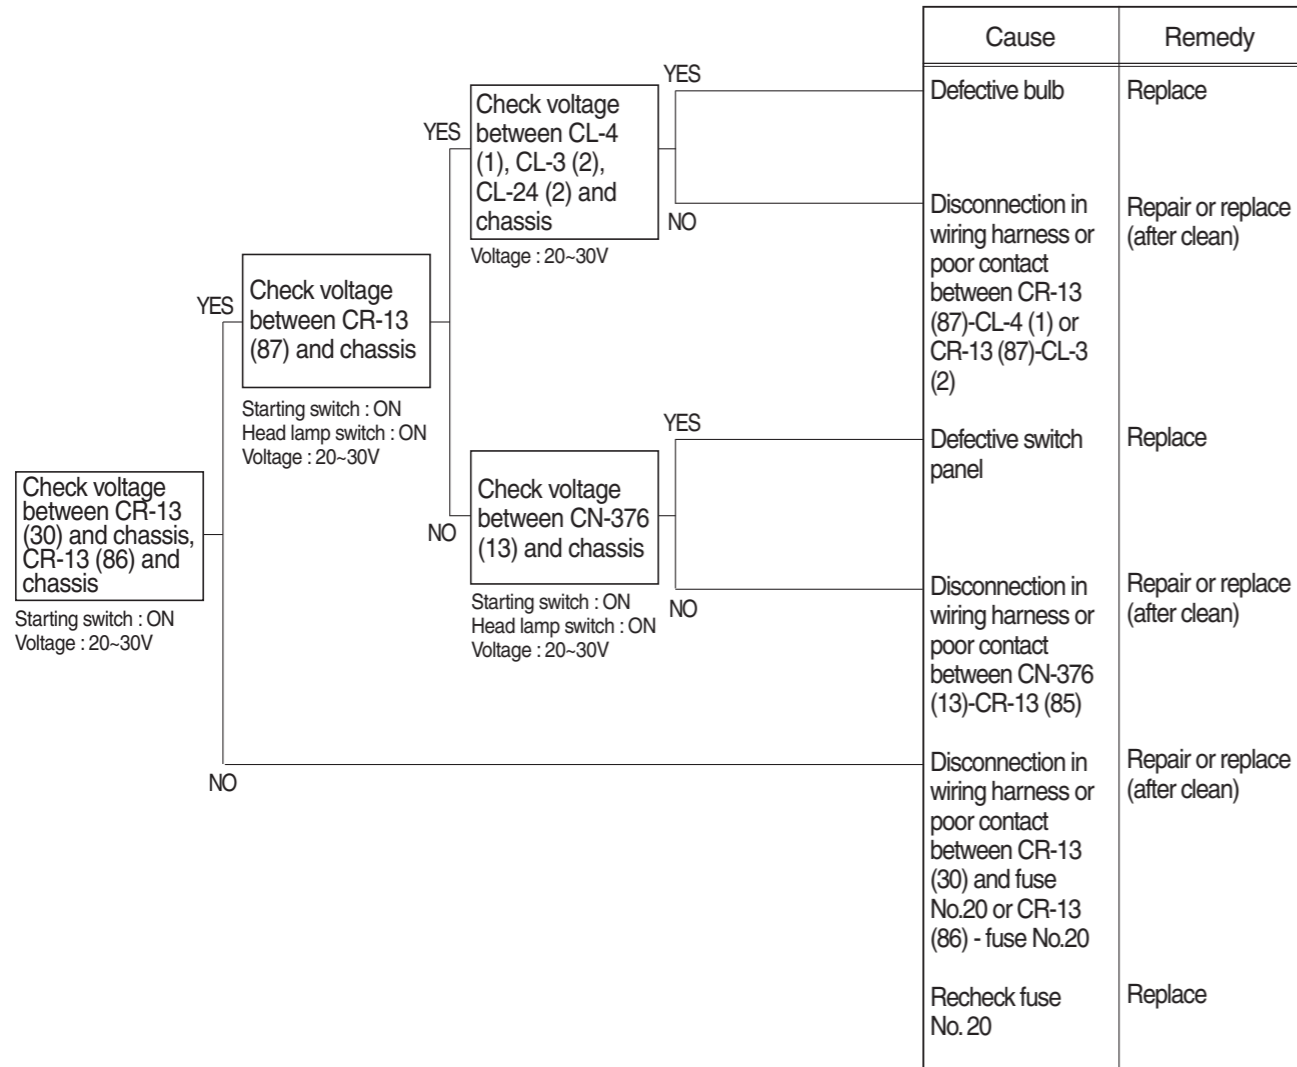 Cause
Remedy
YES
Defective bulb
Replace
Check voltage
between CL-4
(1), CL-3 (2),
CL-24 (2) and
chassis
YES
Voltage : 20~30V
NO
Disconnection in
wiring harness or
poor contact
between CR-13
(87)-CL-4 (1) or
CR-13 (87)-CL-3
(2)
Repair or replace
(after clean)
YES
Check voltage
between CR-13
(87) and chassis
Starting switch : ON
Head lamp switch : ON
Voltage : 20~30V
YES
Defective switch
panel
Replace
Check voltage
between CR-13
(30) and chassis,
CR-13 (86) and
chassis
Starting switch : ON
Voltage : 20~30V
NO
Check voltage
between CN-376
(13) and chassis
Starting switch : ON
Head lamp switch : ON
Voltage : 20~30V
NO
Disconnection in
wiring harness or
poor contact
between CN-376
(13)-CR-13 (85)
Repair or replace
(after clean)
NO
Disconnection in
wiring harness or
poor contact
between CR-13
(30) and fuse
No.20 or CR-13
(86) - fuse No.20
Repair or replace
(after clean)
Recheck fuse
No. 20
Replace